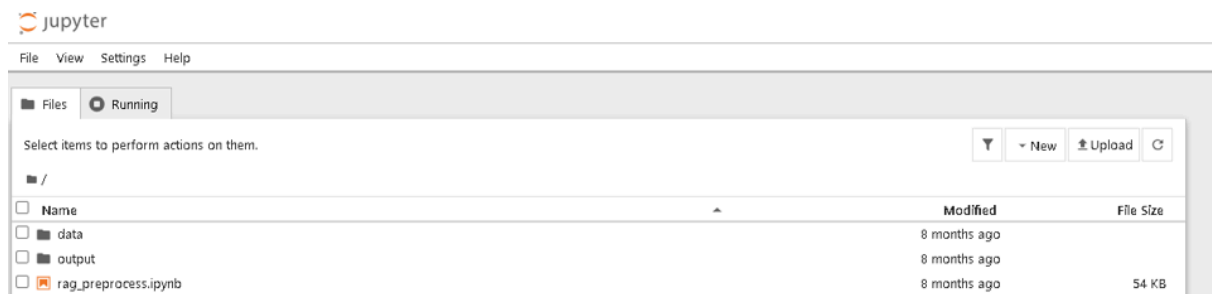 jupyter
File View Settings Help
Files Running
Select items to perform actions on them.
New Upload
/
Name Modified File Size
data 8 months ago
output 8 months ago
rag_preprocess.ipynb 8 months ago 54 KB